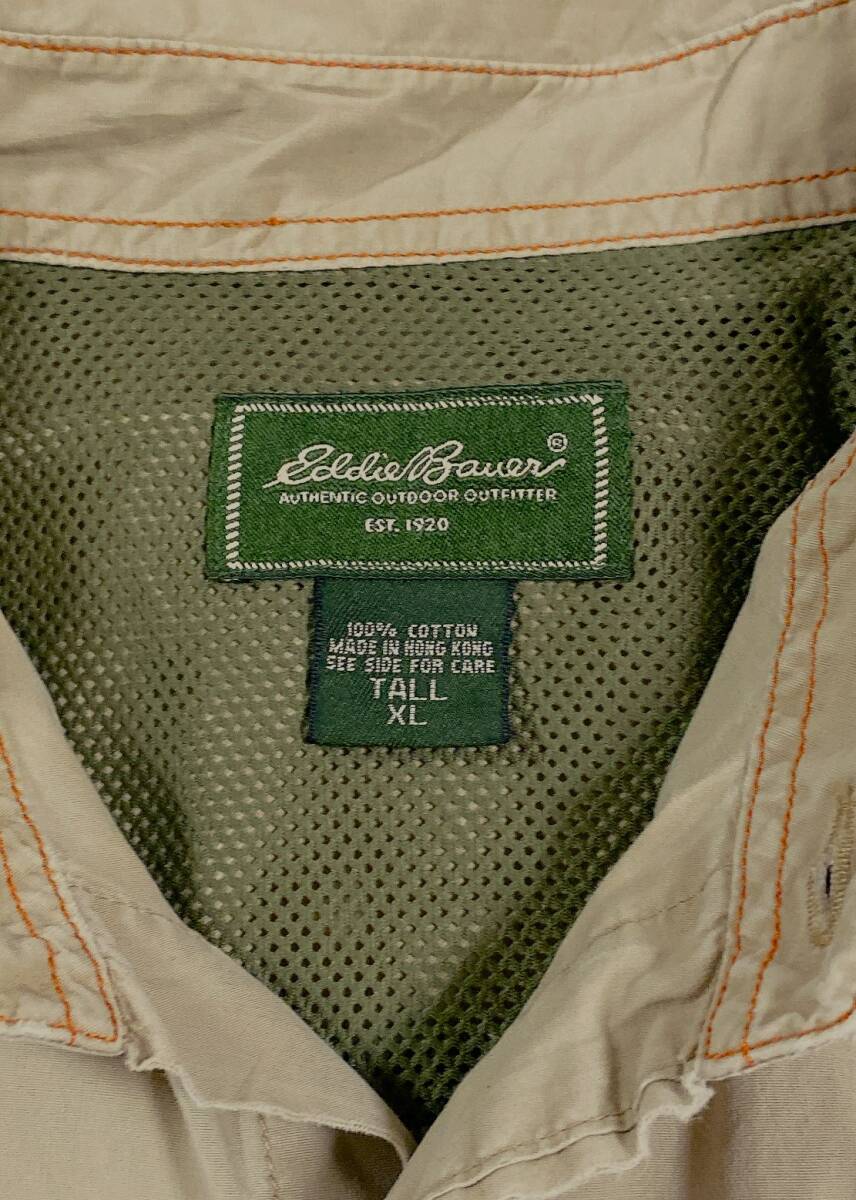 Eddie Bauer®
AUTHENTIC OUTDOOR OUTFITTER
EST. 1920
100% COTTON
MADE IN HONG KONG
SEE SIDE FOR CARE
TALL
XL